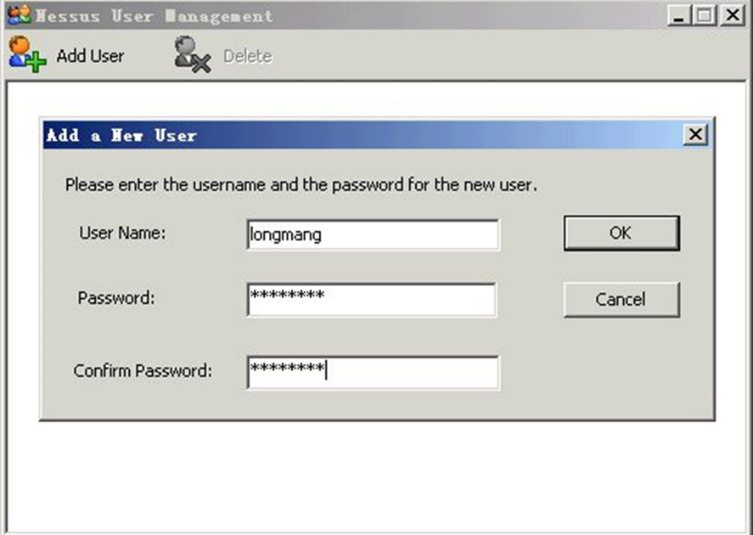 Nessus User Management
Add User Delete
Add a New User
Please enter the username and the password for the new user.
User Name: longmang OK
Password: ******** Cancel
Confirm Password: ********